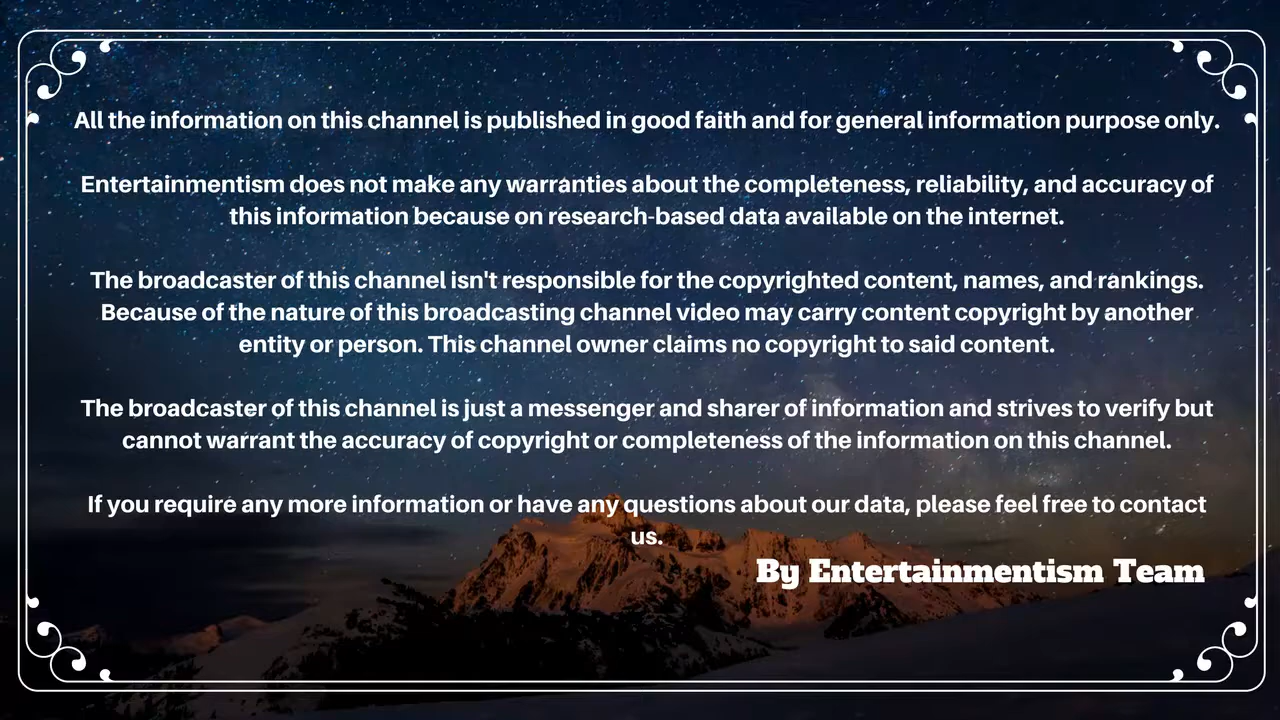 All the information on this channel is published in good faith and for general information purpose only.
Entertainmentism does not make any warranties about the completeness, reliability, and accuracy of
this information because on research-based data available on the internet.
The broadcaster of this channel isn't responsible for the copyrighted content, names, and rankings.
Because of the nature of this broadcasting channel video may carry content copyright by another
entity or person. This channel owner claims no copyright to said content.
The broadcaster of this channel is just a messenger and sharer of information and strives to verify but
cannot warrant the accuracy of copyright or completeness of the information on this channel.
If you require any more information or have any questions about our data, please feel free to contact
us.
By Entertainmentism Team